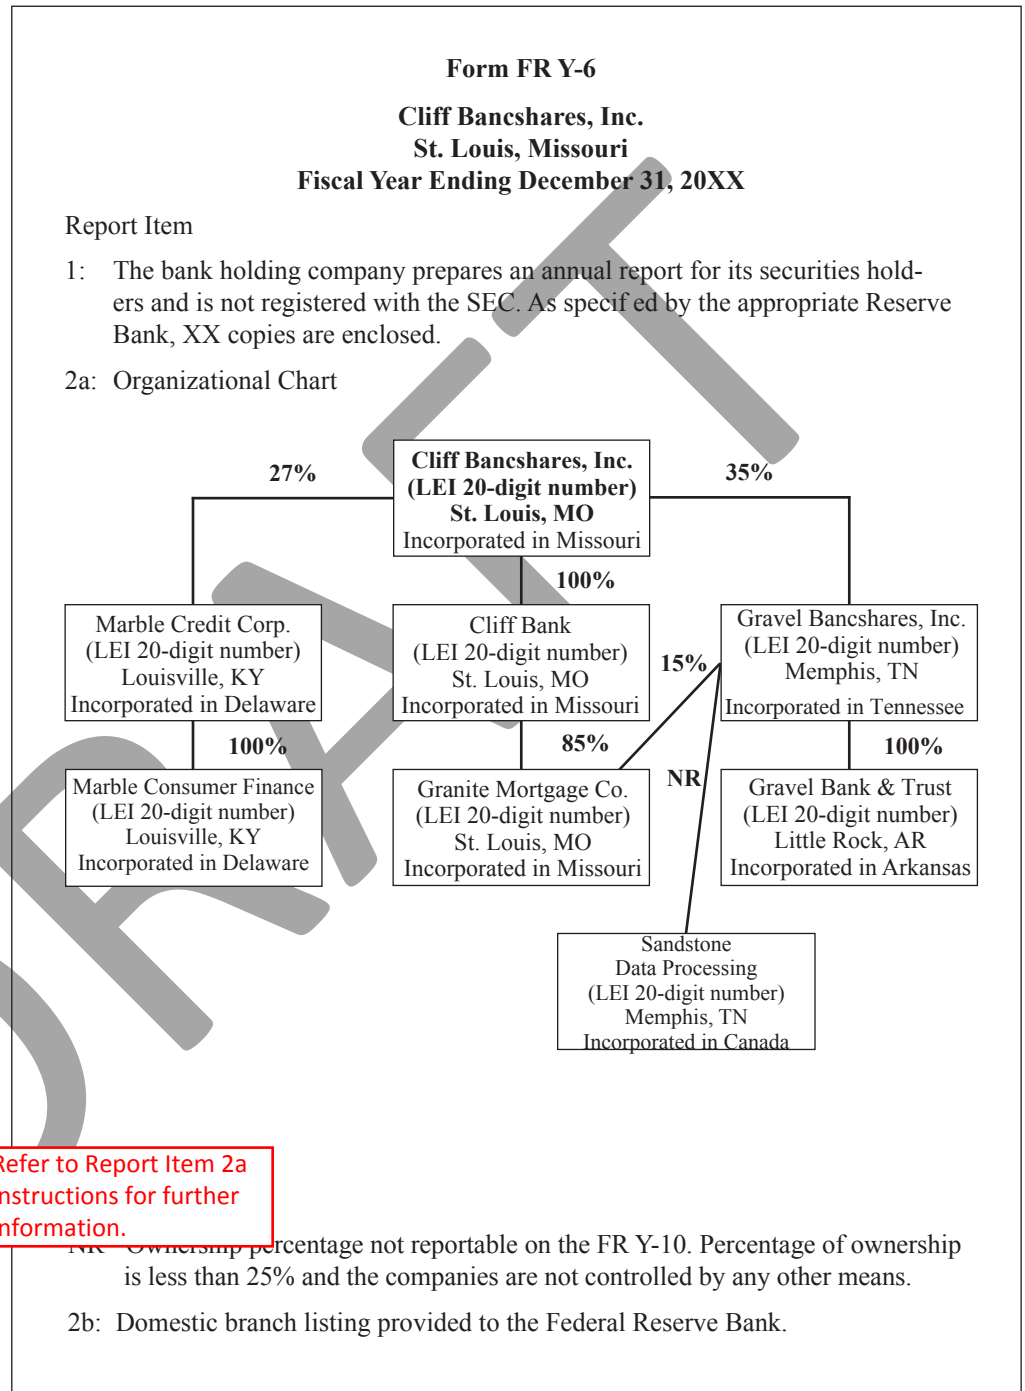 Form FR Y-6
Cliff Bancshares, Inc.
St. Louis, Missouri
Fiscal Year Ending December 31, 20XX
Report Item
1: The bank holding company prepares an annual report for its securities hold-
ers and is not registered with the SEC. As specif ed by the appropriate Reserve
Bank, XX copies are enclosed.
2a: Organizational Chart
27%
Cliff Bancshares, Inc.
(LEI 20-digit number)
St. Louis, MO
Incorporated in Missouri
35%
100%
Marble Credit Corp.
(LEI 20-digit number)
Louisville, KY
Incorporated in Delaware
Cliff Bank
(LEI 20-digit number)
St. Louis, MO
Incorporated in Missouri
15%
Gravel Bancshares, Inc.
(LEI 20-digit number)
Memphis, TN
Incorporated in Tennessee
100%
85%
NR
100%
Marble Consumer Finance
(LEI 20-digit number)
Louisville, KY
Incorporated in Delaware
Granite Mortgage Co.
(LEI 20-digit number)
St. Louis, MO
Incorporated in Missouri
Gravel Bank & Trust
(LEI 20-digit number)
Little Rock, AR
Incorporated in Arkansas
Sandstone
Data Processing
(LEI 20-digit number)
Memphis, TN
Incorporated in Canada
Refer to Report Item 2a
instructions for further
information.
NR Ownership percentage not reportable on the FR Y-10. Percentage of ownership
is less than 25% and the companies are not controlled by any other means.
2b: Domestic branch listing provided to the Federal Reserve Bank.
DRAFT